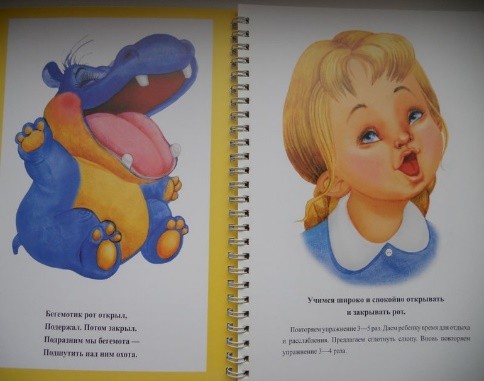 Бегемотик рот открыл,
Подержал. Потом закрыл.
Подразним мы бегемота —
Подшутить над ним охота.
Учимся широко и спокойно открывать
и закрывать рот.
Повторяем упражнение 3—5 раз. Даем ребенку время для отдыха
и расслабления. Предлагаем сглотнуть слюну. Вновь повторяем
упражнение 3—4 раза.